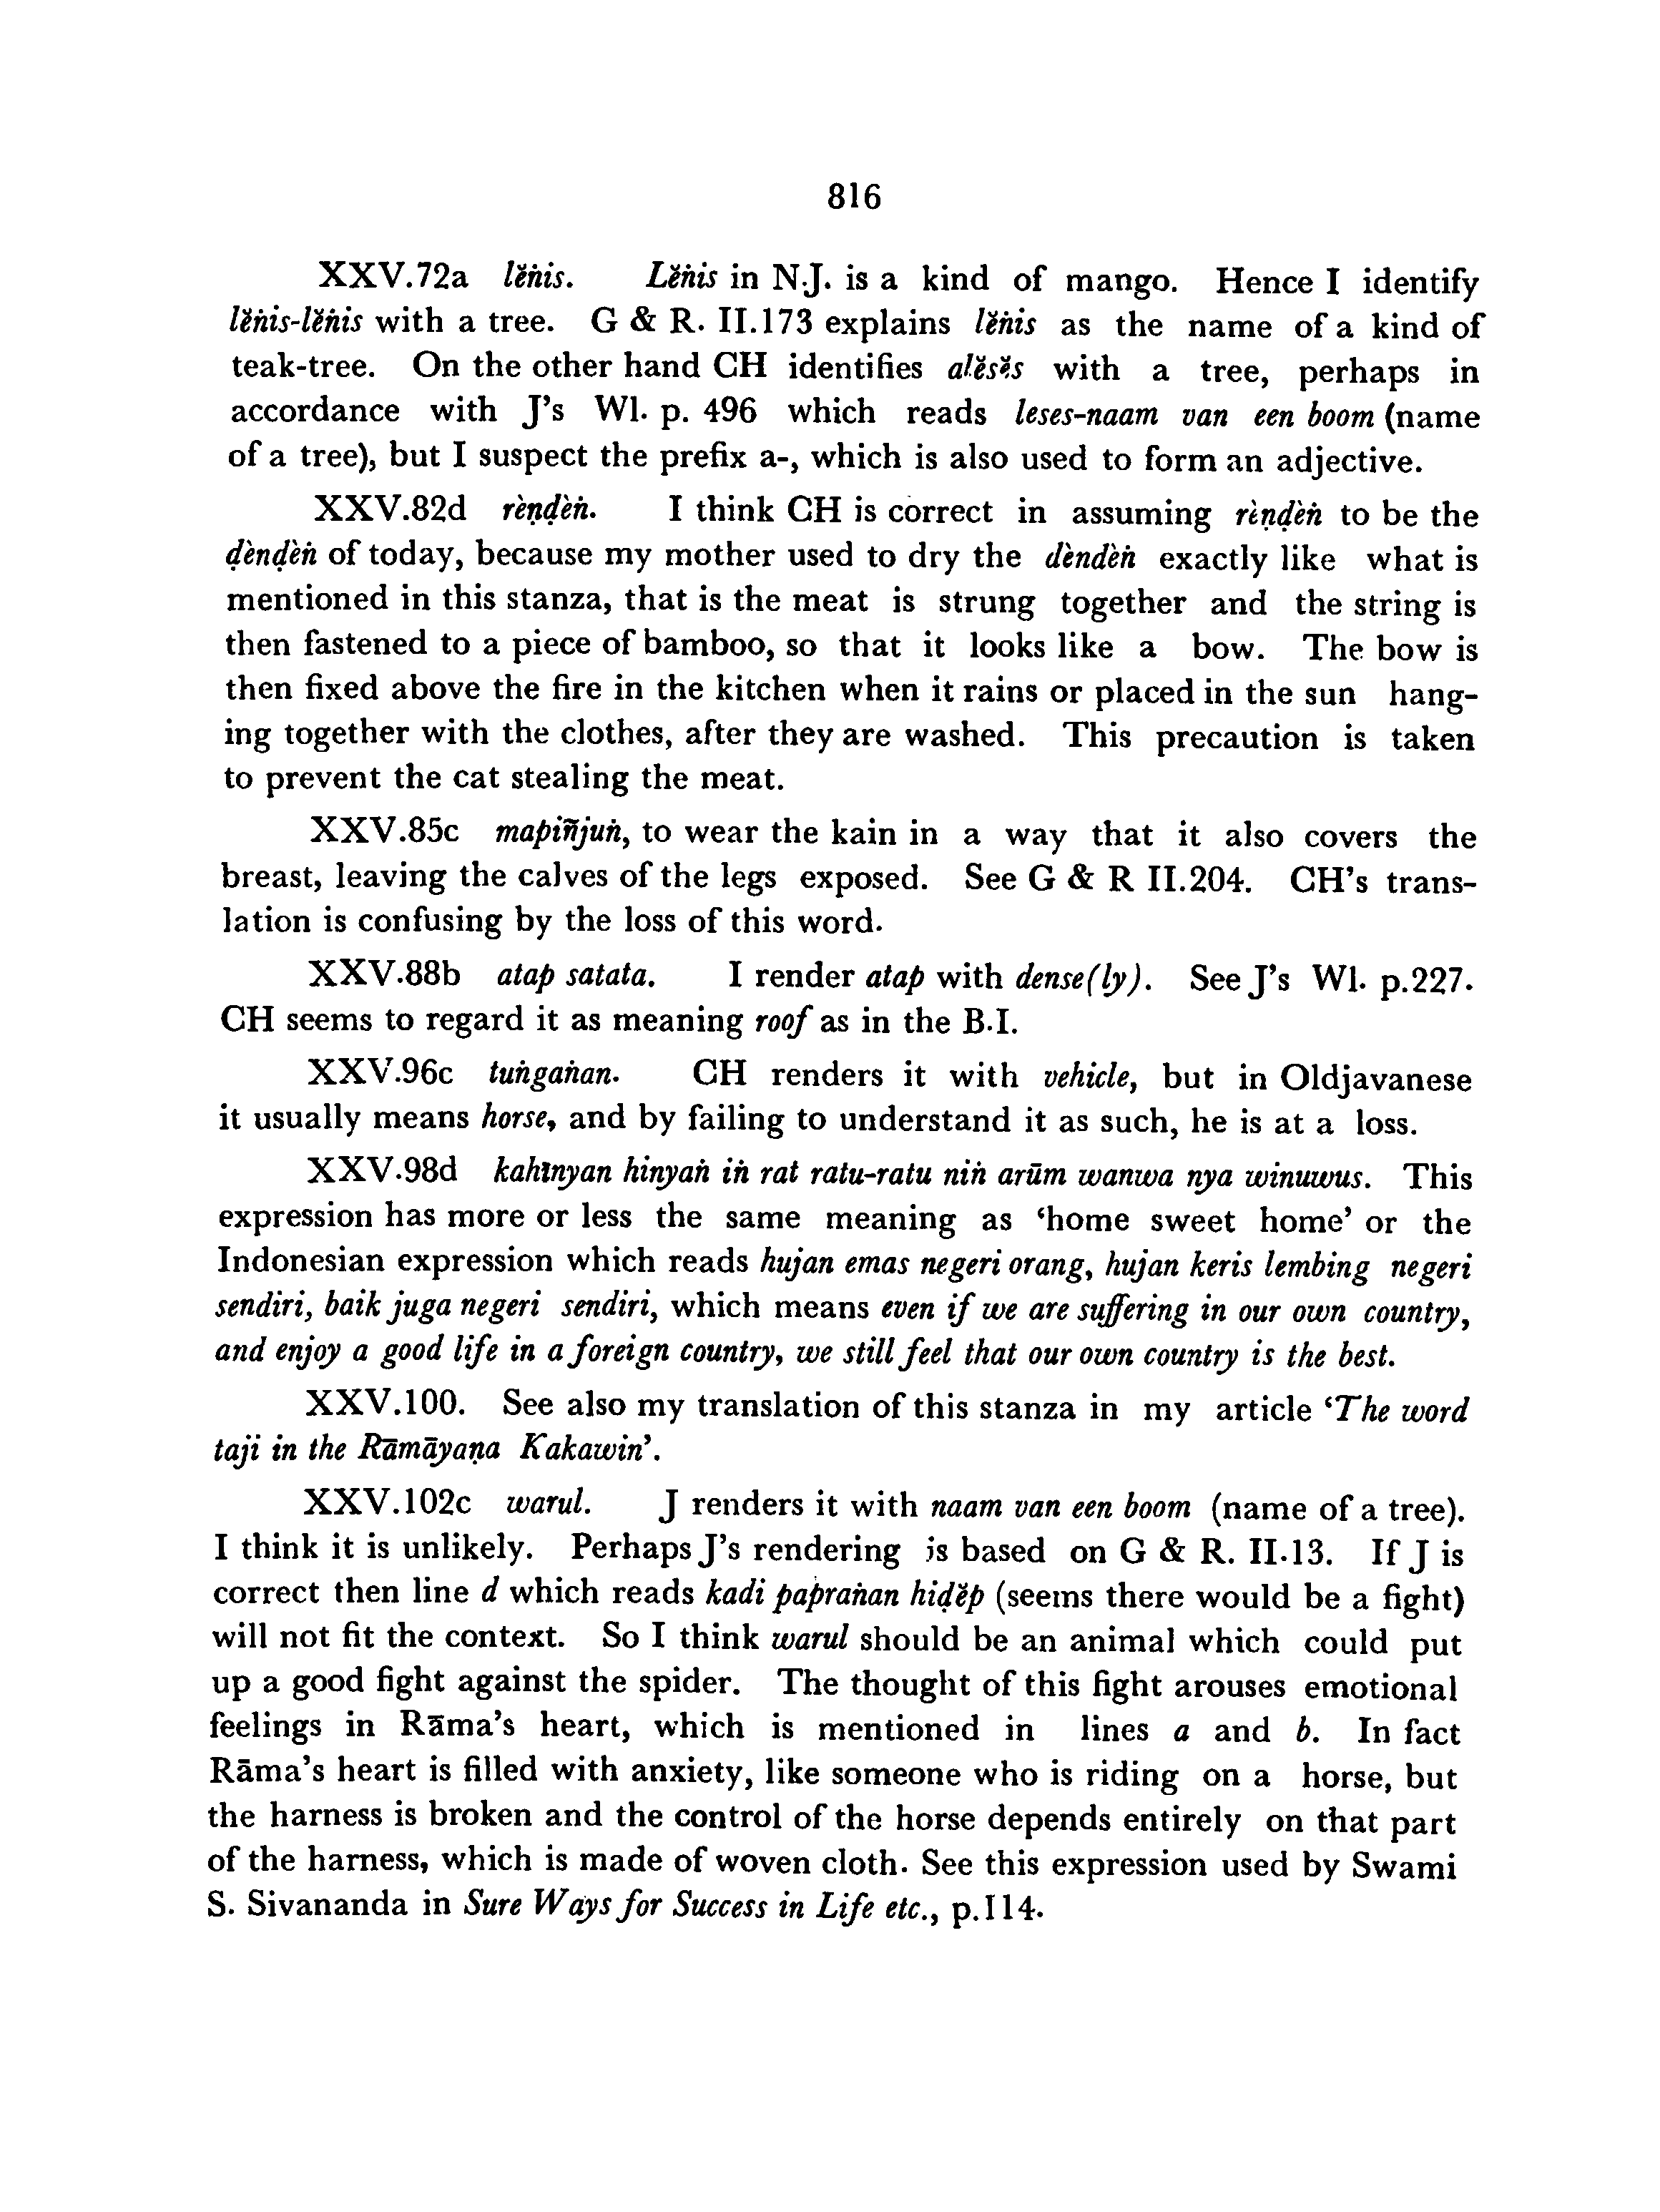 816
XXV.72a lĕṅis. Lĕṅis in N.J. is a kind of mango. Hence I identify
lĕṅis-lĕṅis with a tree. G & R. II.173 explains lĕṅis as the name of a kind of
teak-tree. On the other hand CH identifies alĕsĕs with a tree, perhaps in
accordance with J's Wl. p. 496 which reads leses-naam van een boom (name
of a tree), but I suspect the prefix a-, which is also used to form an adjective.
XXV.82d rèṇḍèṅ. I think CH is correct in assuming rèṇḍèṅ to be the
ḍènḍèṅ of today, because my mother used to dry the dèndèṅ exactly like what is
mentioned in this stanza, that is the meat is strung together and the string is
then fastened to a piece of bamboo, so that it looks like a bow. The bow is
then fixed above the fire in the kitchen when it rains or placed in the sun hang-
ing together with the clothes, after they are washed. This precaution is taken
to prevent the cat stealing the meat.
XXV.85c mapiñjuṅ, to wear the kain in a way that it also covers the
breast, leaving the calves of the legs exposed. See G & R II.204. CH's trans-
lation is confusing by the loss of this word.
XXV.88b atap satata. I render atap with dense(ly). See J's Wl. p.227.
CH seems to regard it as meaning roof as in the B.I.
XXV.96c tuṅgaṅan. CH renders it with vehicle, but in Oldjavanese
it usually means horse, and by failing to understand it as such, he is at a loss.
XXV.98d kahīnyan hinyaṅ iṅ rat ratu-ratu niṅ arūm wanwa nya winuwus. This
expression has more or less the same meaning as ‘home sweet home’ or the
Indonesian expression which reads hujan emas negeri orang, hujan keris lembing negeri
sendiri, baik juga negeri sendiri, which means even if we are suffering in our own country,
and enjoy a good life in a foreign country, we still feel that our own country is the best.
XXV.100. See also my translation of this stanza in my article ‘The word
taji in the Rāmāyaṇa Kakawin’.
XXV.102c warul. J renders it with naam van een boom (name of a tree).
I think it is unlikely. Perhaps J's rendering is based on G & R. II.13. If J is
correct then line d which reads kadi papraṅan hiḍĕp (seems there would be a fight)
will not fit the context. So I think warul should be an animal which could put
up a good fight against the spider. The thought of this fight arouses emotional
feelings in Rāma's heart, which is mentioned in lines a and b. In fact
Rāma's heart is filled with anxiety, like someone who is riding on a horse, but
the harness is broken and the control of the horse depends entirely on that part
of the harness, which is made of woven cloth. See this expression used by Swami
S. Sivananda in Sure Ways for Success in Life etc., p.114.